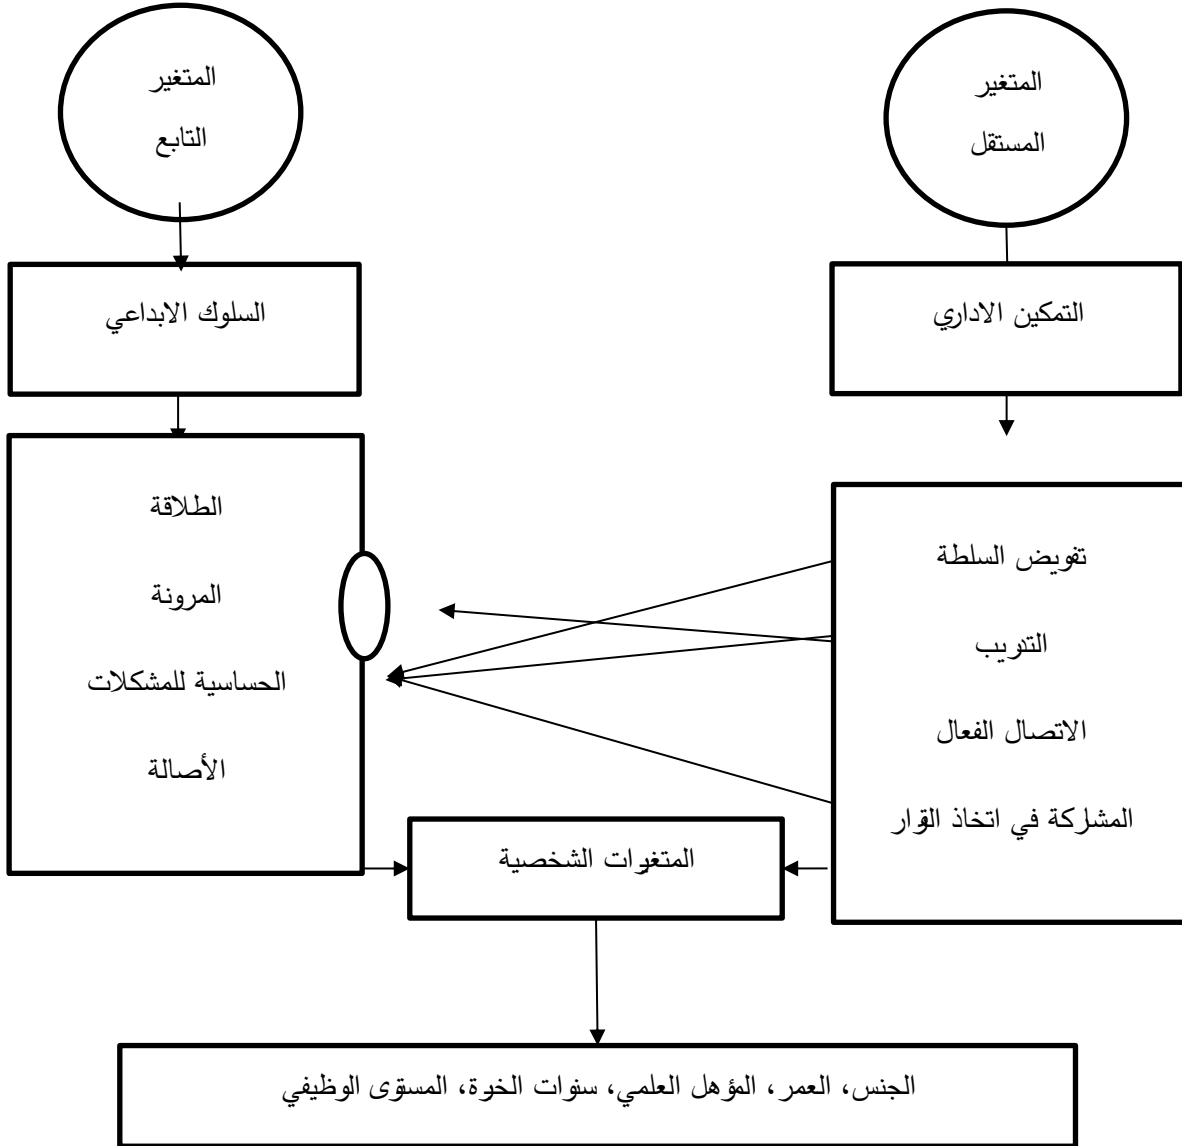 المتغير
المستقل
المتغير
التابع
التمكين الاداري
السلوك الابداعي
تفويض السلطة
التدريب
الاتصال الفعال
المشاركة في اتخاذ القرار
الطلاقة
المرونة
الحساسية للمشكلات
الأصالة
المتغيرات الشخصية
الجنس، العمر، المؤهل العلمي، سنوات الخبرة، المستوى الوظيفي